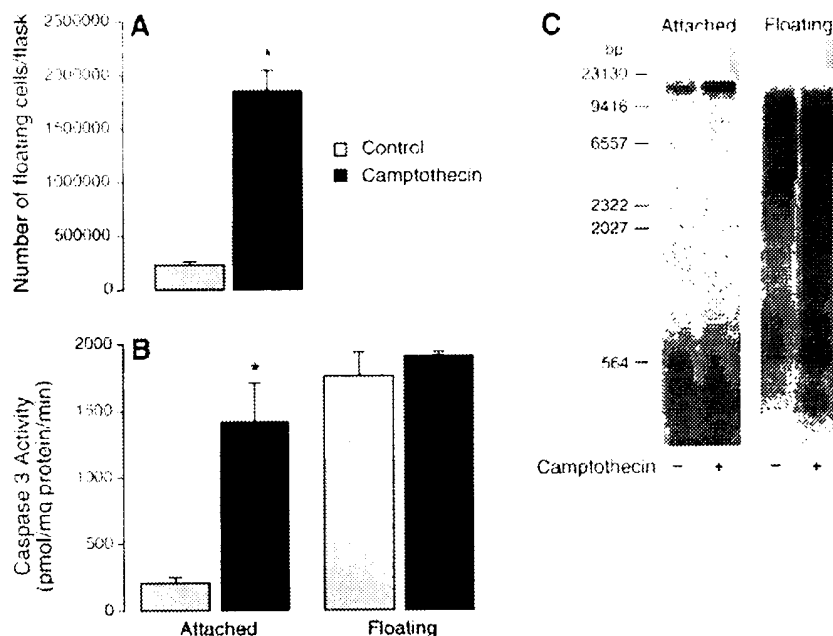 A
Number of floating cells/flask
2500000
2000000
1500000
1000000
500000
0
*
Control
Camptothecin
B
Caspase 3 Activity
(pmol/mg protein/min)
2000
1500
1000
500
0
*
Attached
Floating
C
Attached Floating
bp
23130
9416
6557
2322
2027
564
Camptothecin − + − +